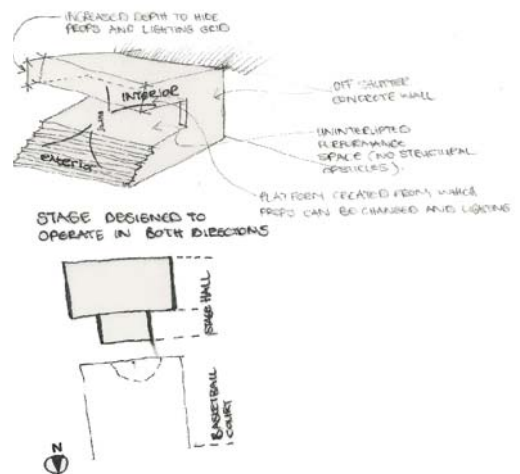 INCREASED DEPTH TO HIDE
PROPS AND LIGHTING GRID
INTERIOR
exterior
OFF SHUTTER
CONCRETE WALL
UNINTERUPTED
PERFORMANCE
SPACE (NO STRUCTURAL
OBSTICLES).
PLATFORM CREATED FROM WHICH
PROPS CAN BE CHANGED AND LIGHTING
STAGE DESIGNED TO
OPERATE IN BOTH DIRECTIONS
STAGE HALL
BASKETBALL
COURT
N